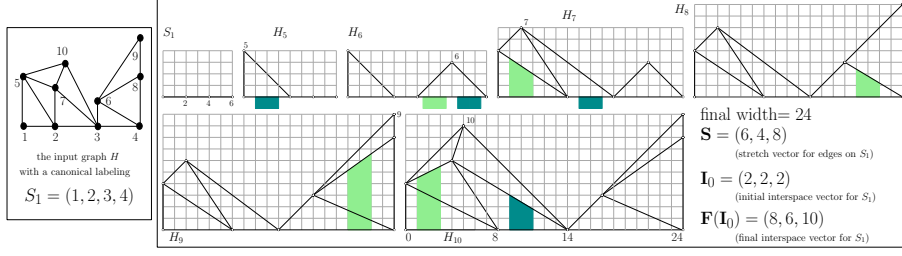 10
9
5
8
7
6
1
2
3
4
the input graph H
with a canonical labeling
S₁ = (1, 2, 3, 4)
S₁
2 4 6
H₅
5
H₆
6
H₇
7
H₈
H₉
9
H₁₀
10
0 8 14 24
final width= 24
S = (6, 4, 8)
(stretch vector for edges on S₁)
I₀ = (2, 2, 2)
(initial interspace vector for S₁)
F(I₀) = (8, 6, 10)
(final interspace vector for S₁)